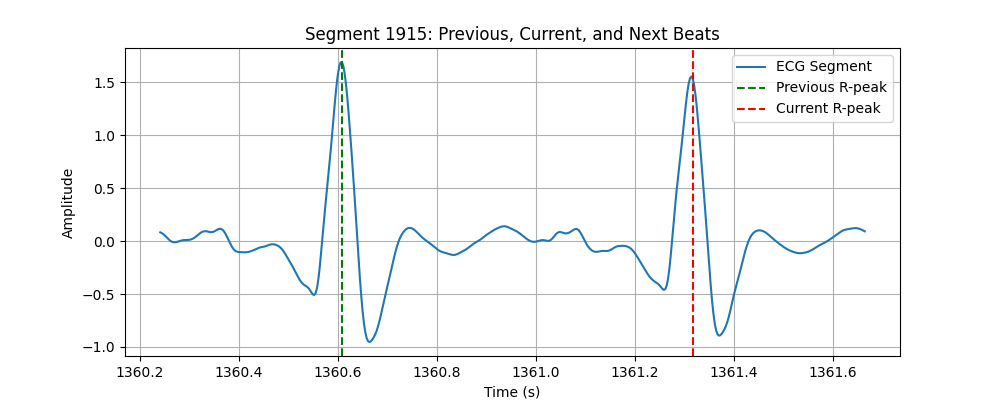 Segment 1915: Previous, Current, and Next Beats
ECG Segment
Previous R-peak
Current R-peak
Amplitude
1.5
1.0
0.5
0.0
−0.5
−1.0
1360.2 1360.4 1360.6 1360.8 1361.0 1361.2 1361.4 1361.6
Time (s)